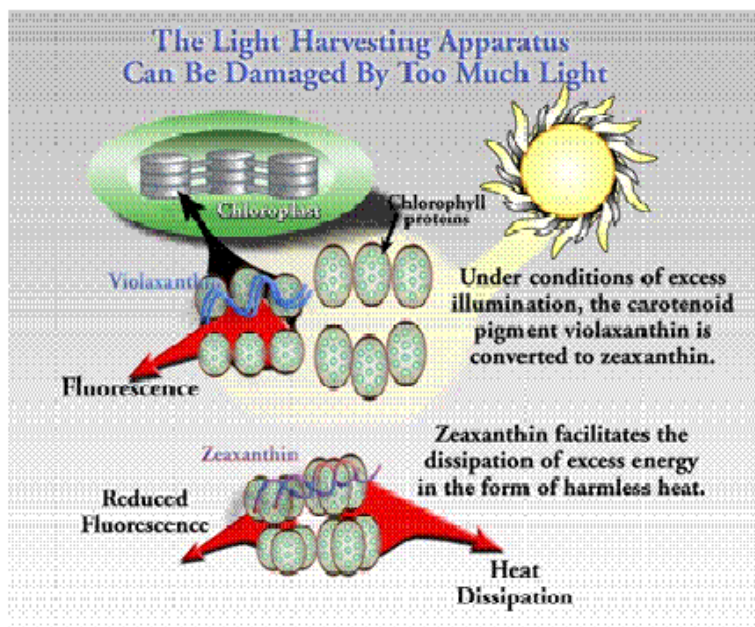 The Light Harvesting Apparatus
Can Be Damaged By Too Much Light
Chloroplast
Chlorophyll
proteins
Violaxanthin
Under conditions of excess
illumination, the carotenoid
pigment violaxanthin is
converted to zeaxanthin.
Fluorescence
Zeaxanthin facilitates the
dissipation of excess energy
in the form of harmless heat.
Zeaxanthin
Reduced
Fluorescence
Heat
Dissipation